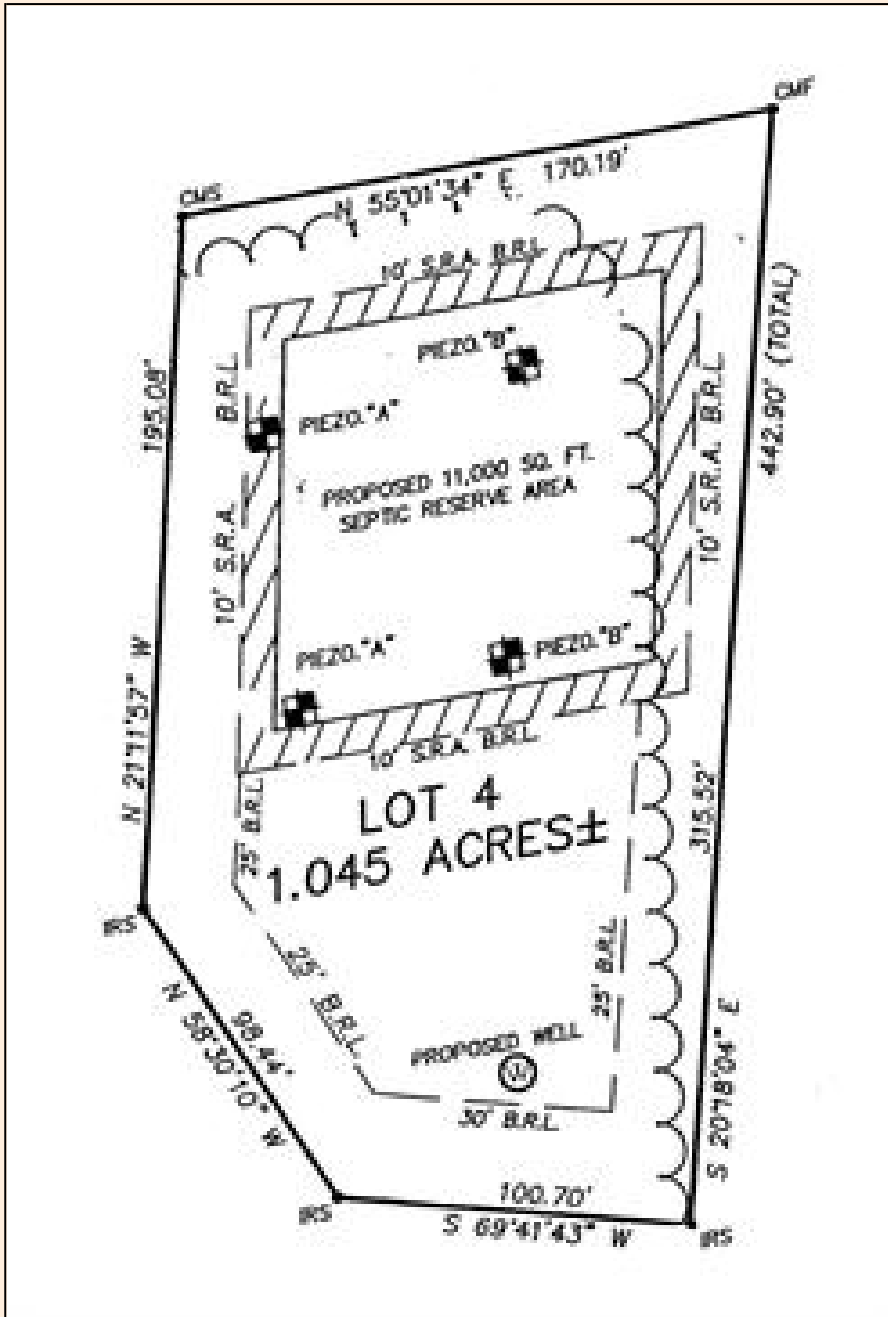 CMF
CMS
N 55°01'34" E 170.19'
10' S.R.A. B.R.L.
PIEZO."B"
B.R.L.
10' S.R.A.
PIEZO."A"
195.08'
N 21°11'57" W
442.90' (TOTAL)
10' S.R.A. B.R.L.
PROPOSED 11,000 SQ. FT.
SEPTIC RESERVE AREA
PIEZO."A"
PIEZO."B"
10' S.R.A. B.R.L.
LOT 4
1.045 ACRES±
25' B.R.L.
315.52'
IRS
25' B.R.L.
25' B.R.L.
98.44'
N 58°30'10" W
PROPOSED WELL
W
30' B.R.L.
S 20°18'04" E
IRS
100.70'
S 69°41'43" W
IRS